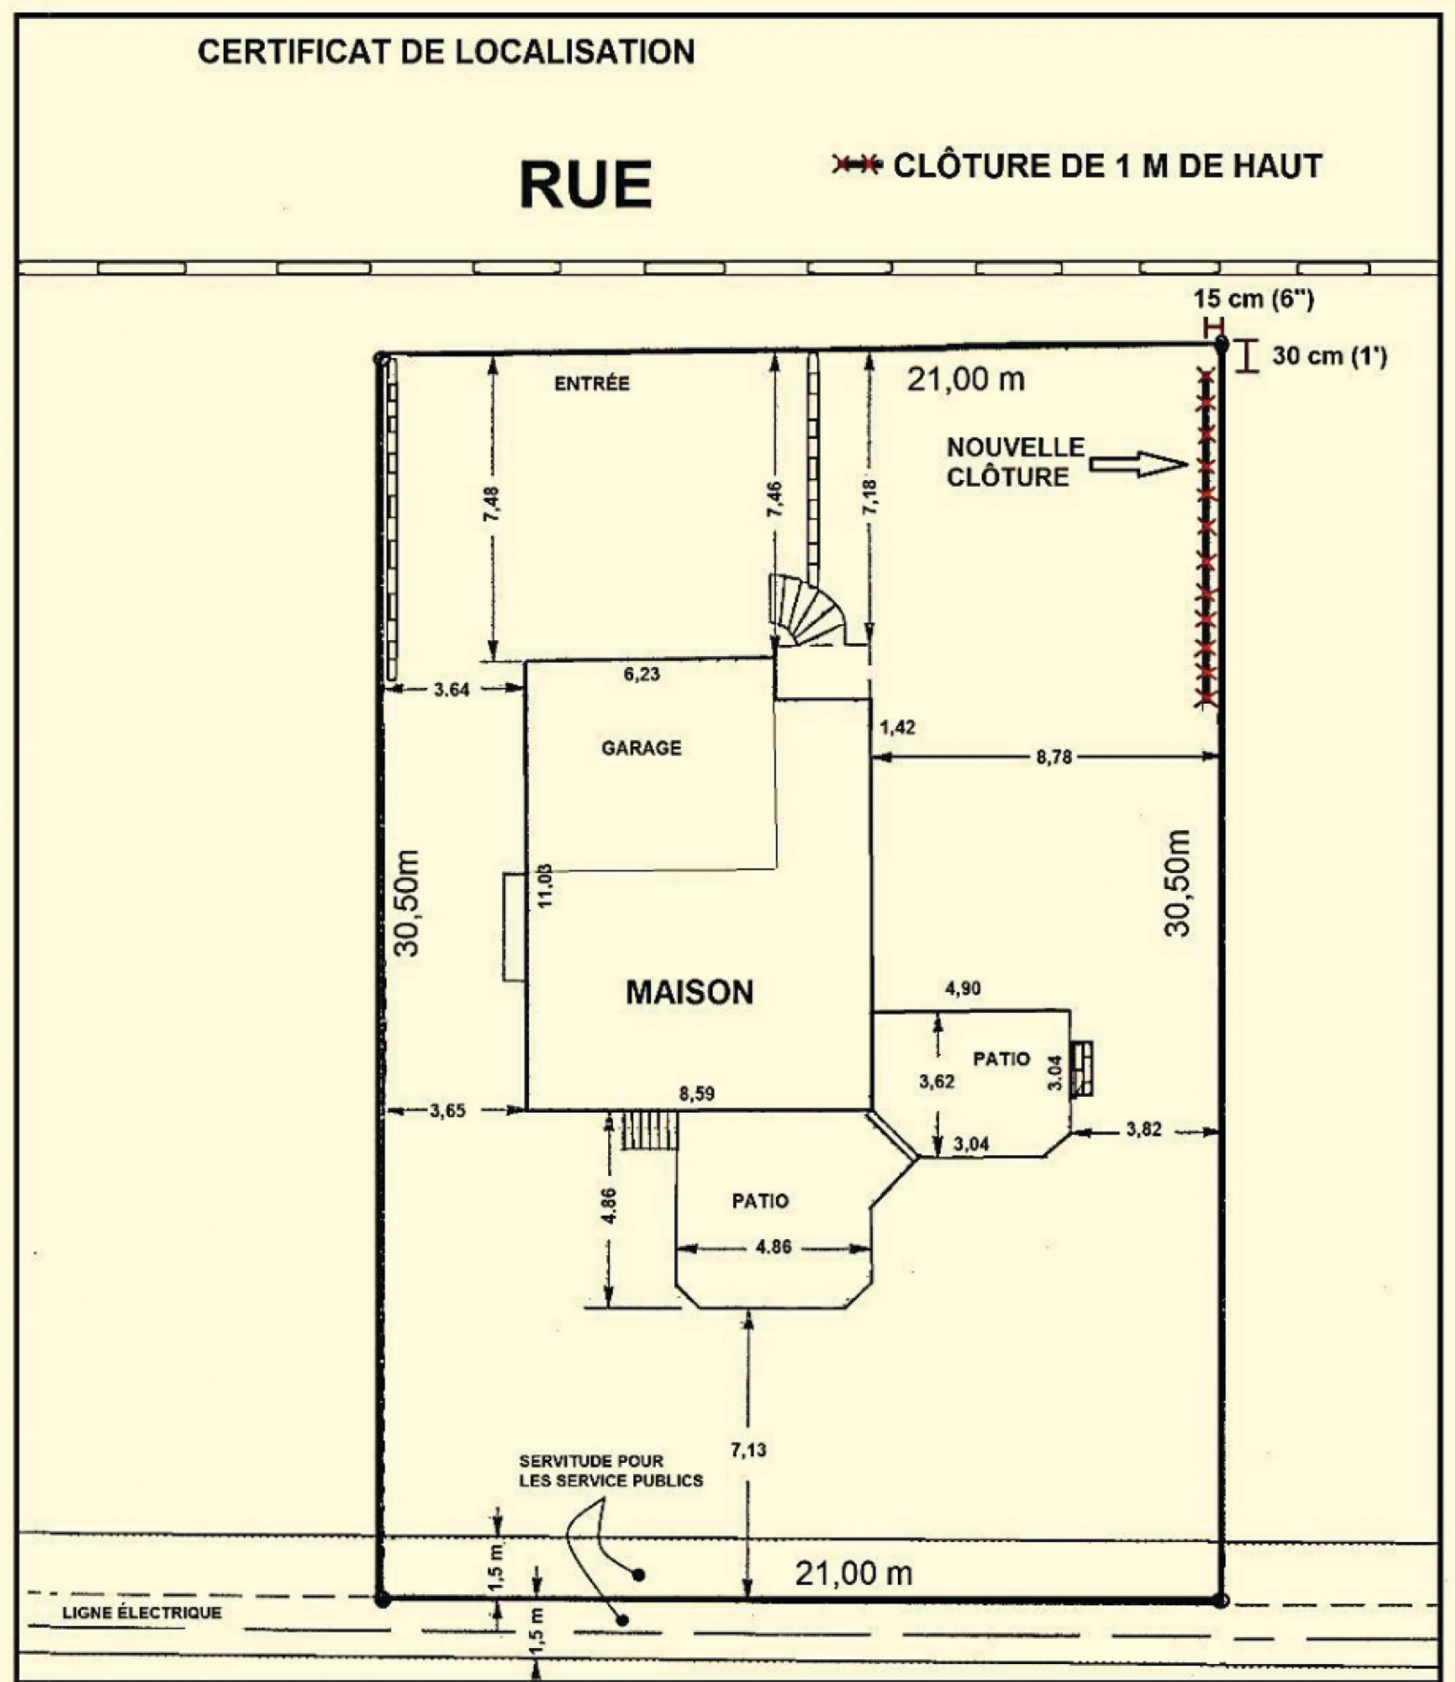 CERTIFICAT DE LOCALISATION
RUE
CLÔTURE DE 1 M DE HAUT
15 cm (6")
30 cm (1')
ENTRÉE
21,00 m
NOUVELLE
CLÔTURE
7,48
7,46
7,18
6,23
3.64
1,42
GARAGE
8,78
30,50m
11,03
30,50m
MAISON
4,90
PATIO
3.04
3,62
8,59
3,65
3,82
3,04
4.86
PATIO
4.86
7,13
SERVITUDE POUR
LES SERVICE PUBLICS
1,5 m
21,00 m
LIGNE ÉLECTRIQUE
1,5 m